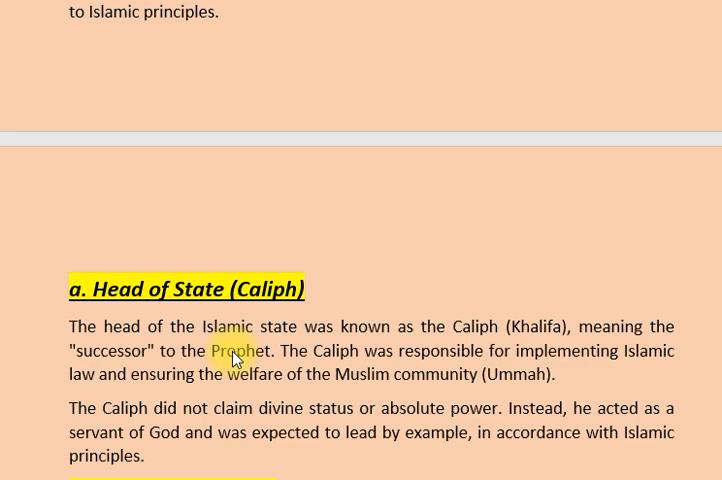 to Islamic principles.
a. Head of State (Caliph)
The head of the Islamic state was known as the Caliph (Khalifa), meaning the
"successor" to the Prophet. The Caliph was responsible for implementing Islamic
law and ensuring the welfare of the Muslim community (Ummah).
The Caliph did not claim divine status or absolute power. Instead, he acted as a
servant of God and was expected to lead by example, in accordance with Islamic
principles.